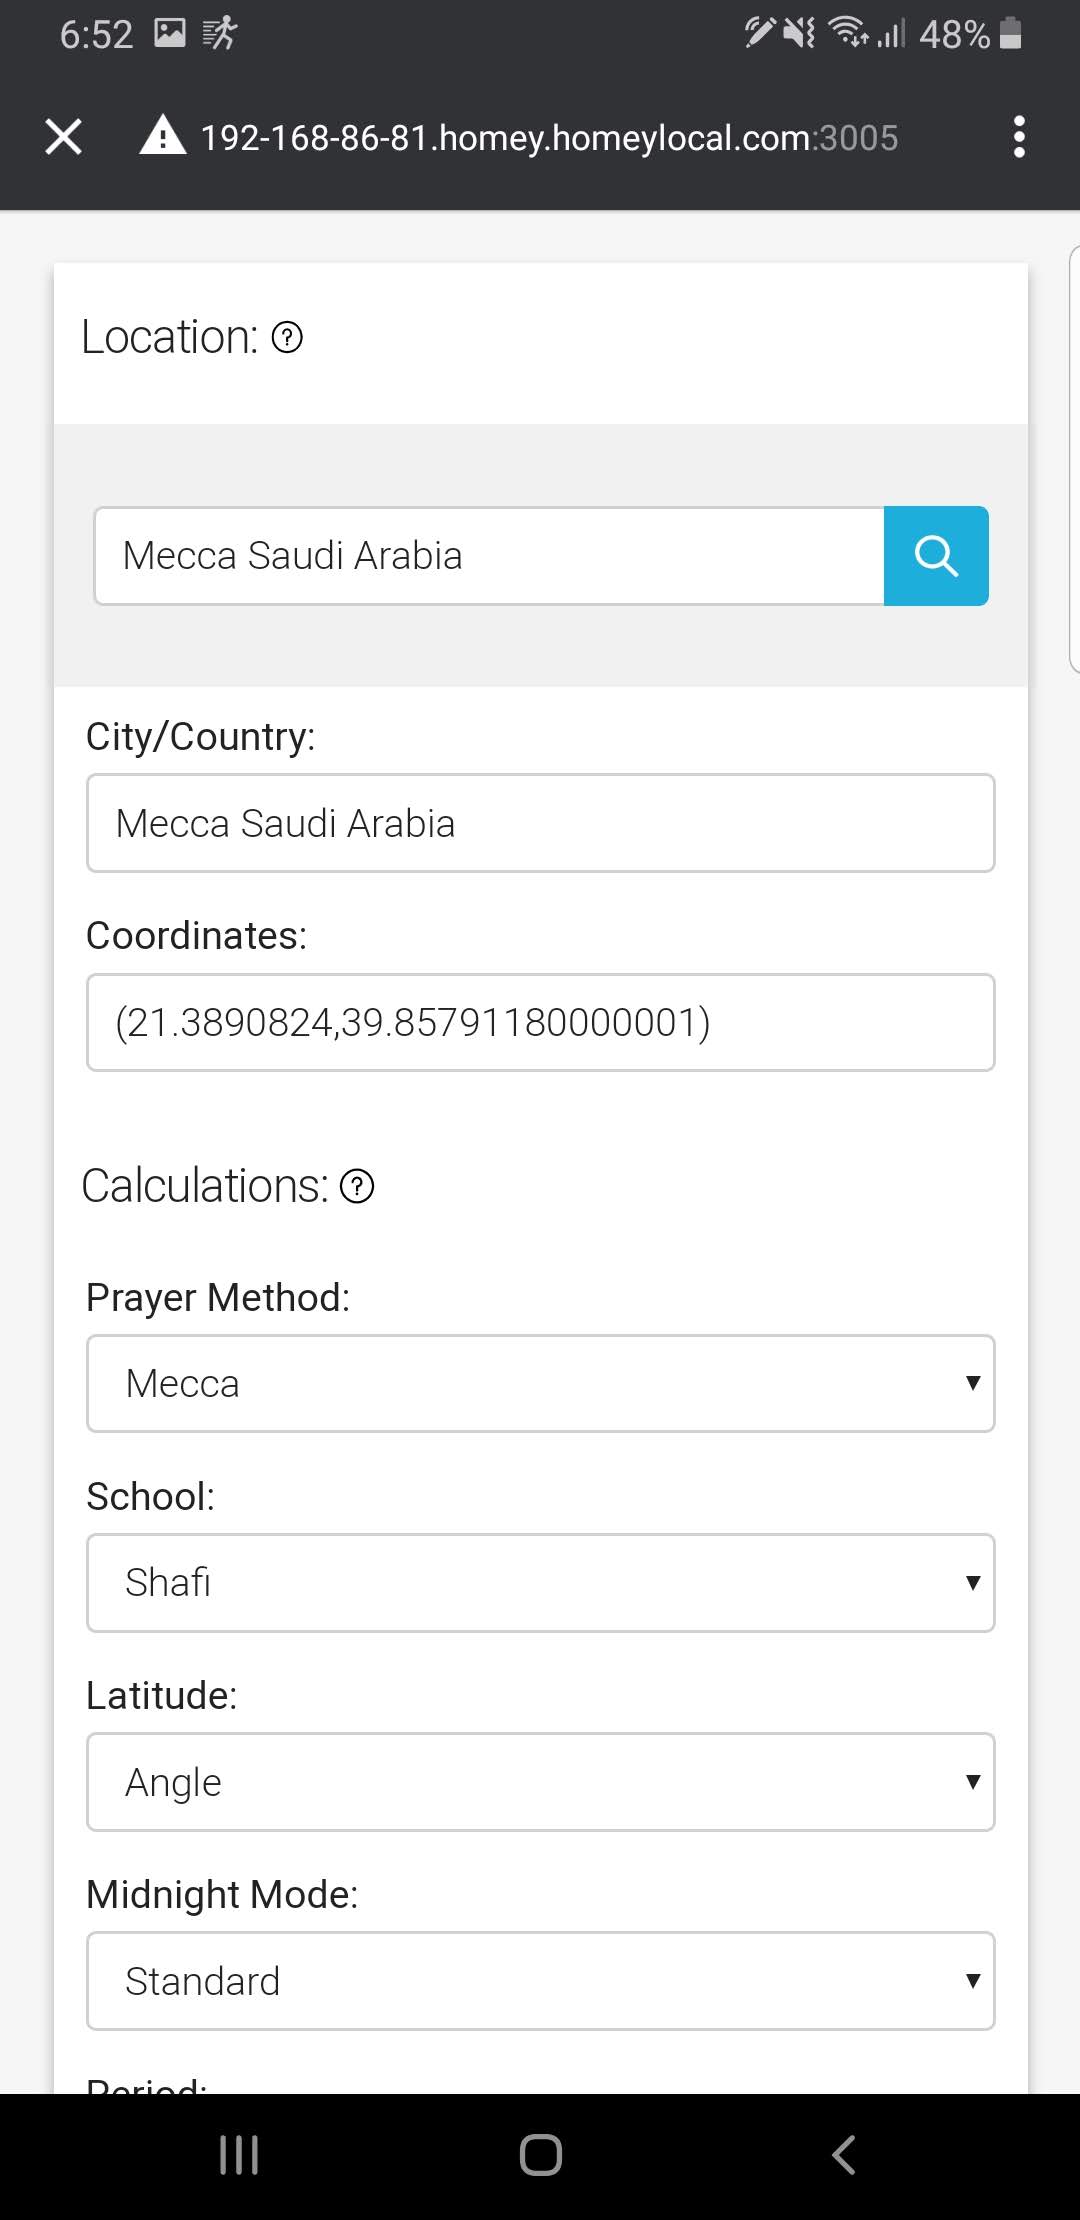 6:52
48%
192-168-86-81.homey.homeylocal.com:3005
Location:
Mecca Saudi Arabia
City/Country:
Mecca Saudi Arabia
Coordinates:
(21.3890824,39.85791180000001)
Calculations:
Prayer Method:
Mecca
School:
Shafi
Latitude:
Angle
Midnight Mode:
Standard
Period: